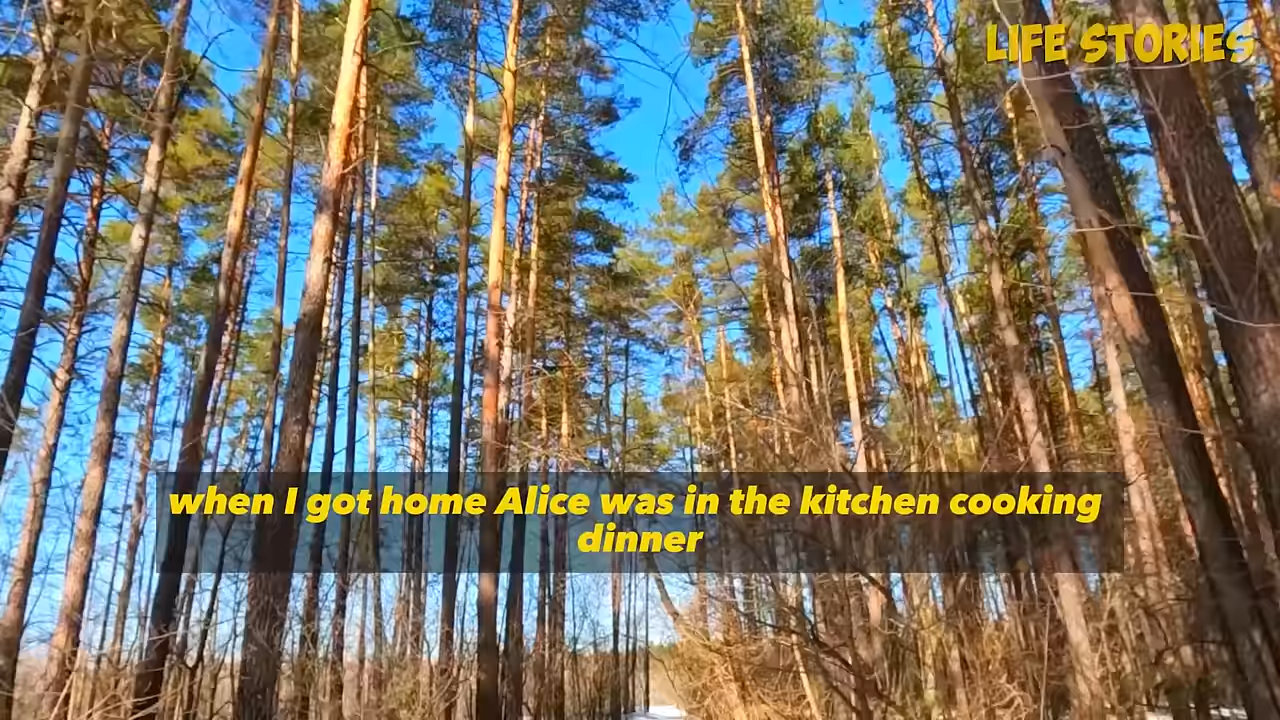 LIFE STORIES
when I got home Alice was in the kitchen cooking
dinner